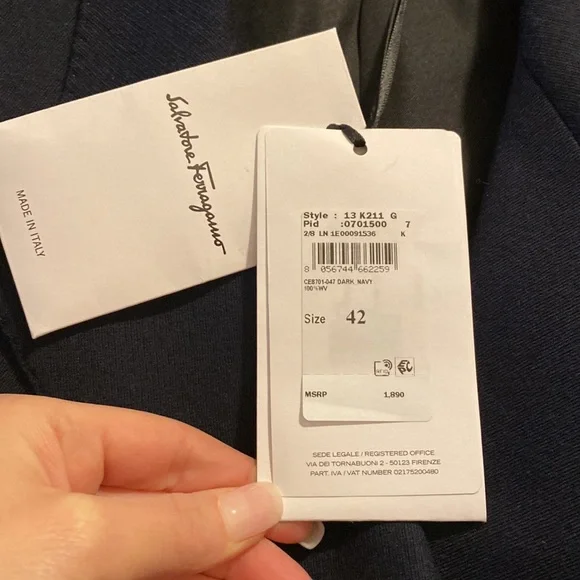 Salvatore Ferragamo
MADE IN ITALY
Style : 13 K211 G
Pid :0701500 7
2/8 LN 1E00091536 K
8 056744 662259
CE8701-047 DARK, NAVY
100%WV
Size 42
MSRP 1,890
SEDE LEGALE / REGISTERED OFFICE
VIA DEI TORNABUONI 2 - 50123 FIRENZE
PART. IVA / VAT NUMBER 02175200480